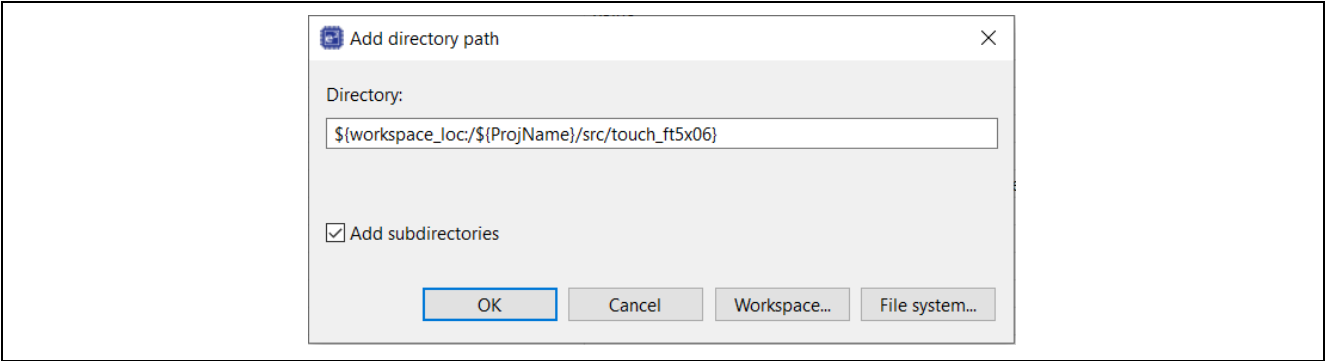 Add directory path
Directory:
${workspace_loc:/${ProjName}/src/touch_ft5x06}
Add subdirectories
OK Cancel Workspace... File system...